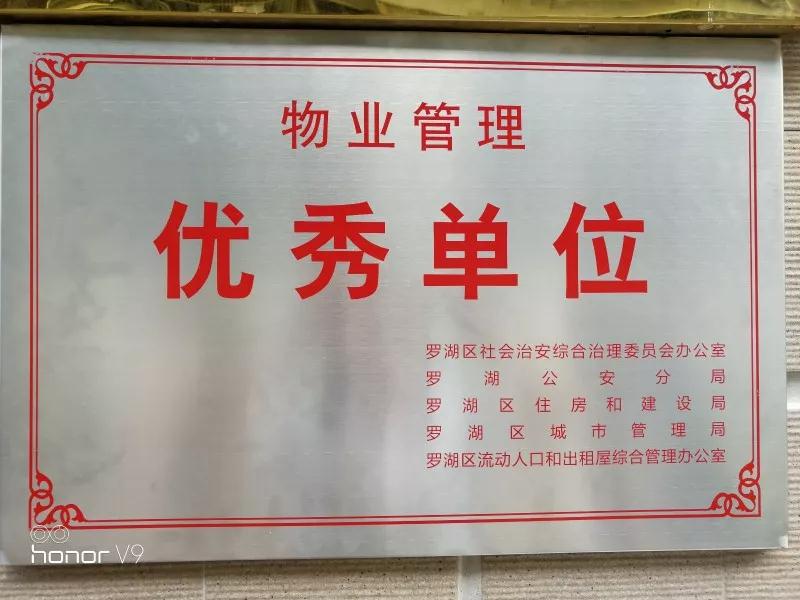 物业管理
优秀单位
罗湖区社会治安综合治理委员会办公室
罗湖公安分局
罗湖区住房和建设局
罗湖区城市管理局
罗湖区流动人口和出租屋综合管理办公室
honor V9